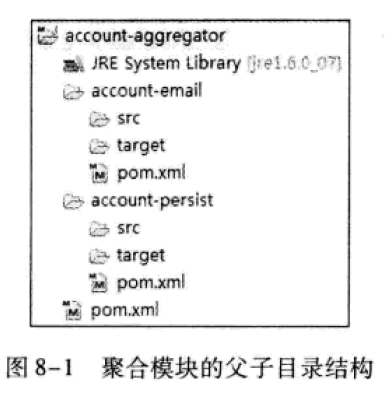 account-aggregator
JRE System Library [jre1.6.0_07]
account-email
src
target
pom.xml
account-persist
src
target
pom.xml
pom.xml
图 8-1 聚合模块的父子目录结构